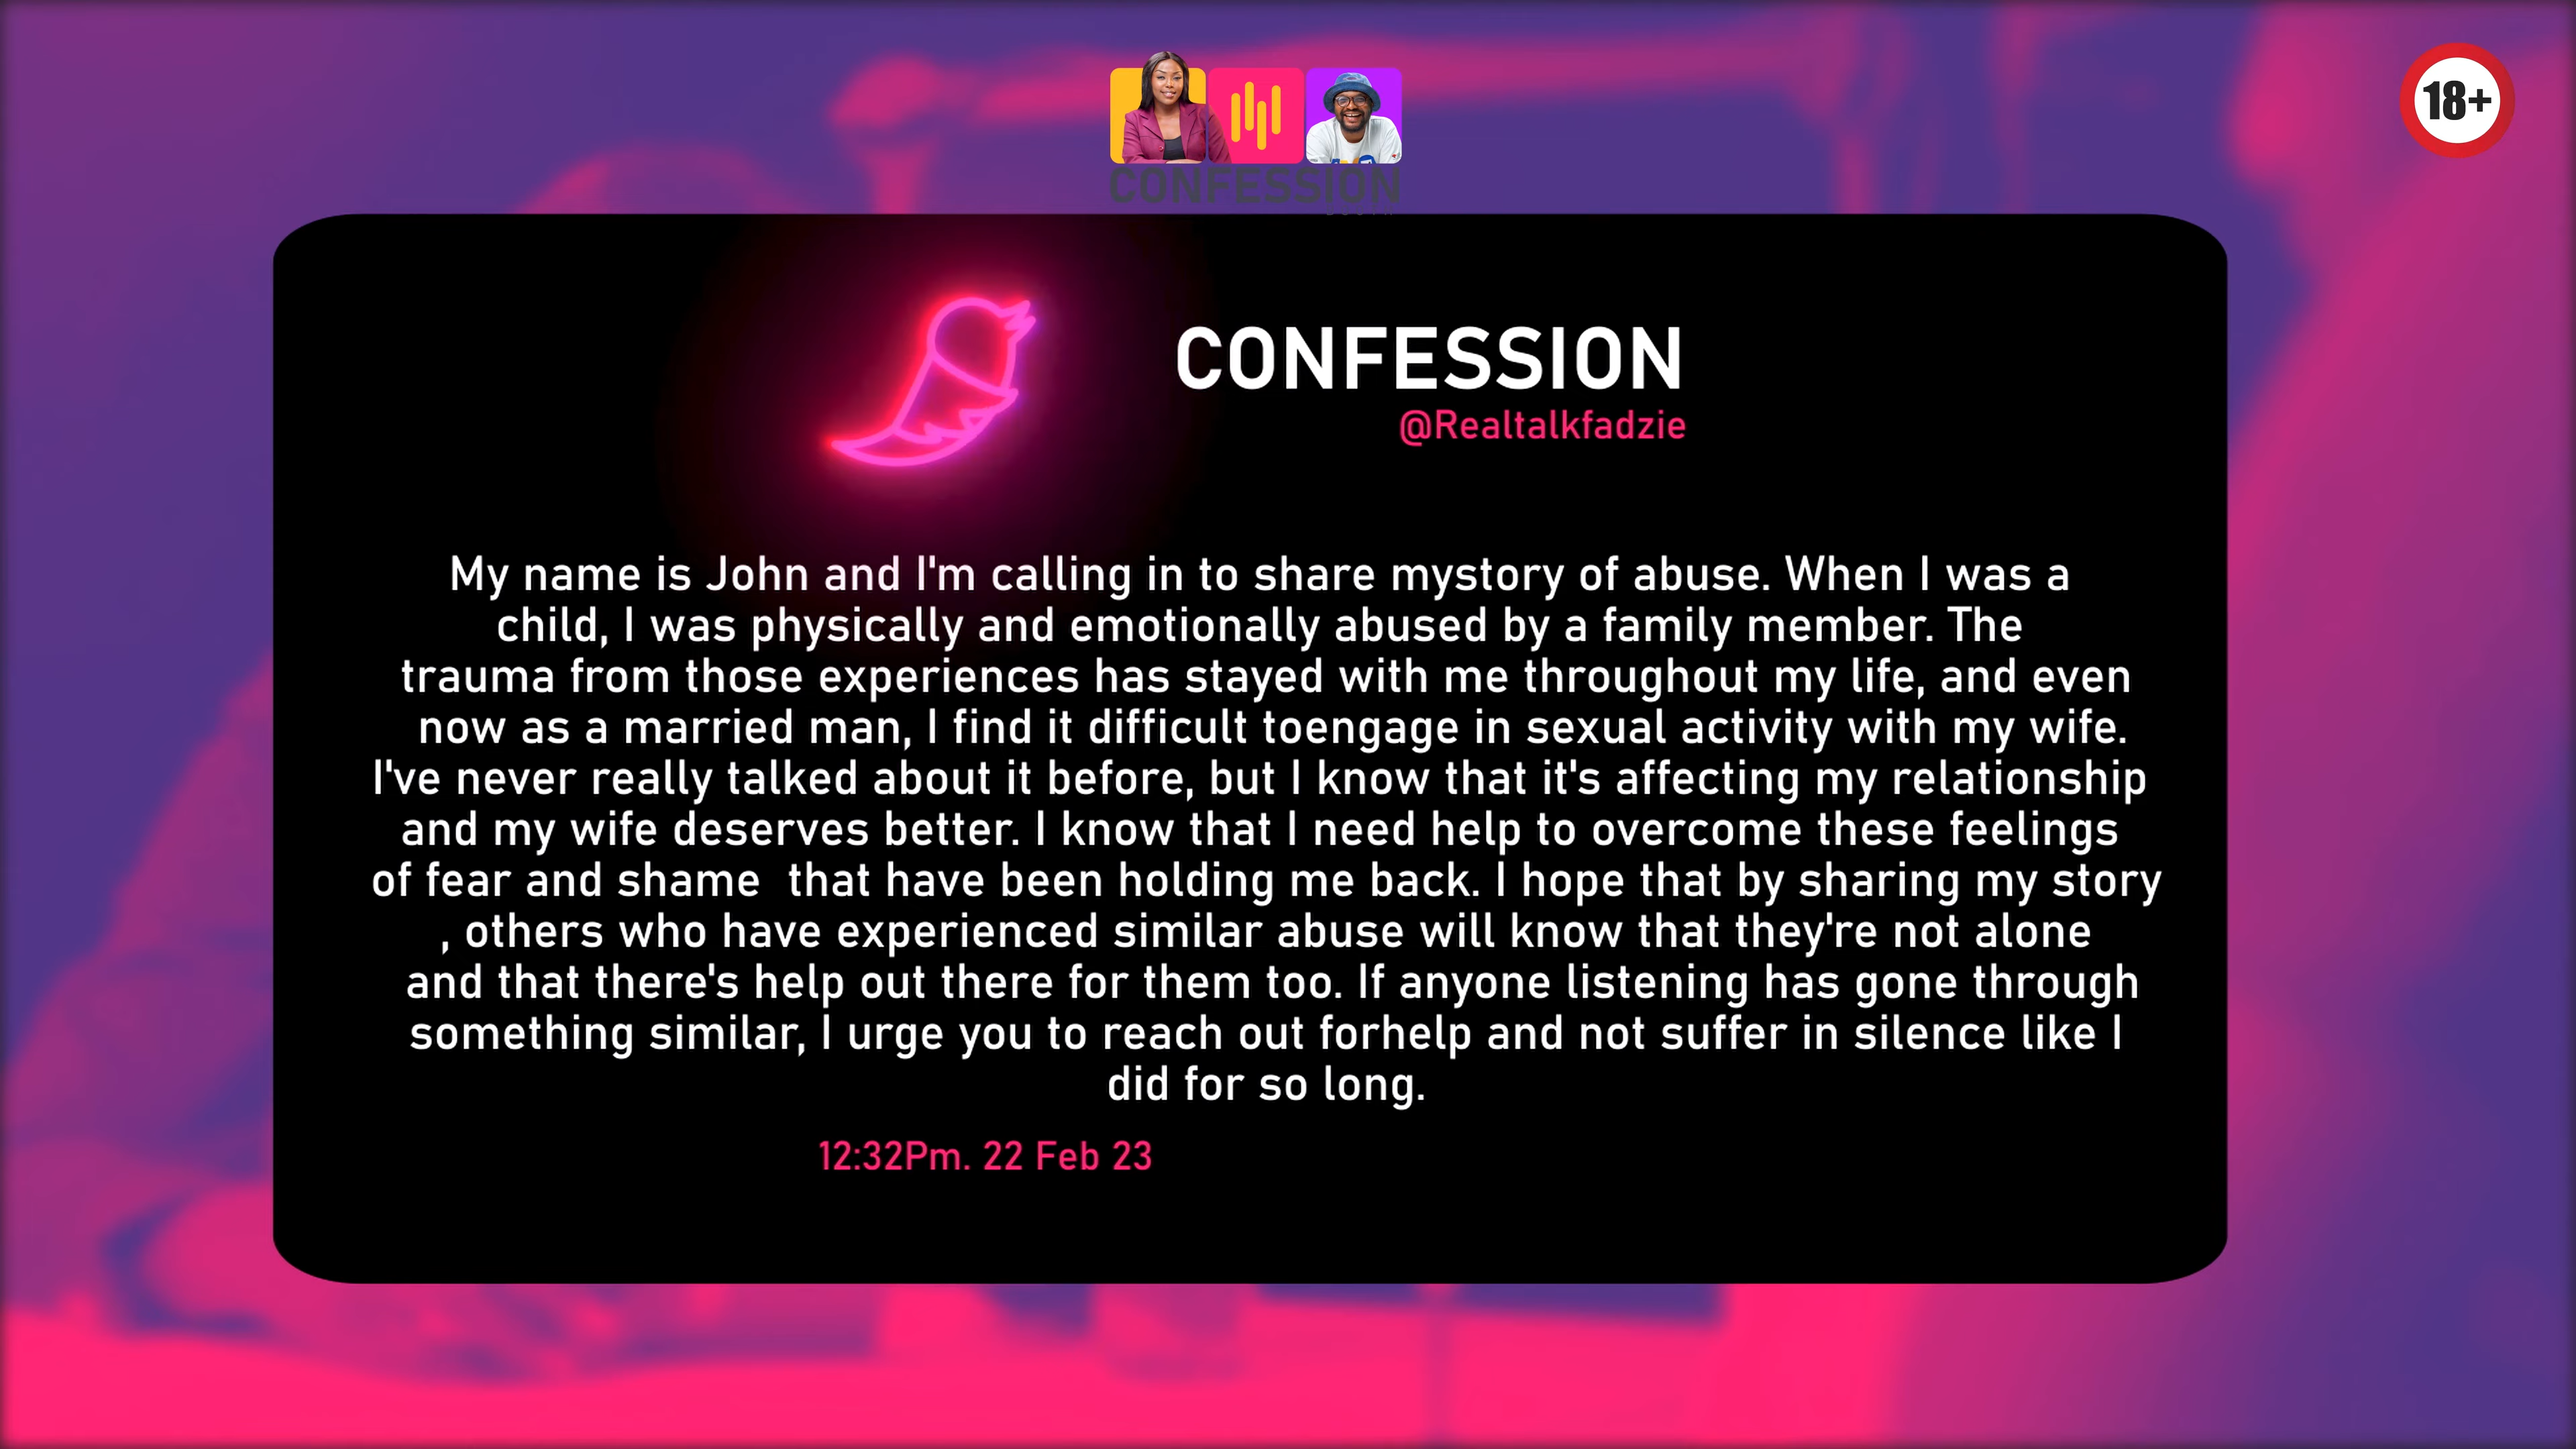 18+
CONFESSION
CONFESSION
@Realtalkfadzie
My name is John and I'm calling in to share mystory of abuse. When I was a
child, I was physically and emotionally abused by a family member. The
trauma from those experiences has stayed with me throughout my life, and even
now as a married man, I find it difficult toengage in sexual activity with my wife.
I've never really talked about it before, but I know that it's affecting my relationship
and my wife deserves better. I know that I need help to overcome these feelings
of fear and shame  that have been holding me back. I hope that by sharing my story
, others who have experienced similar abuse will know that they're not alone
and that there's help out there for them too. If anyone listening has gone through
something similar, I urge you to reach out forhelp and not suffer in silence like I
did for so long.
12:32Pm. 22 Feb 23